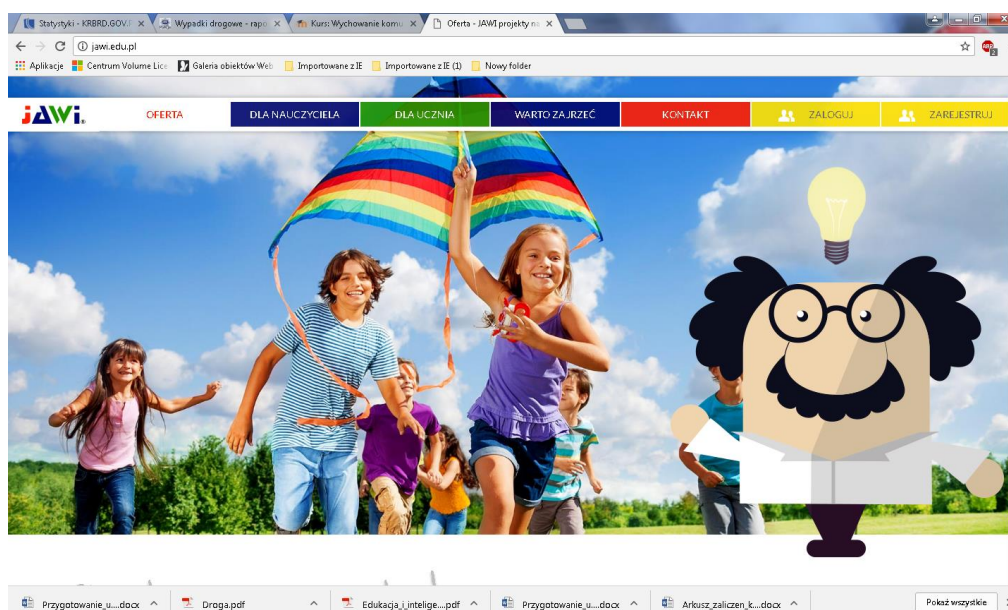 Statystyki - KRBRD.GOV.P
Wypadki drogowe - rapo
Kurs: Wychowanie komu
Oferta - JAWI projekty na
jawi.edu.pl
ABP
2
Aplikacje
Centrum Volume Lice
Galeria obiektów Web
Importowane z IE
Importowane z IE (1)
Nowy folder
jAWi®
OFERTA
DLA NAUCZYCIELA
DLA UCZNIA
WARTO ZAJRZEĆ
KONTAKT
ZALOGUJ
ZAREJESTRUJ
Przygotowanie_u....docx
Droga.pdf
Edukacja_i_intelige....pdf
Przygotowanie_u....docx
Arkusz_zaliczen_k....docx
Pokaż wszystkie